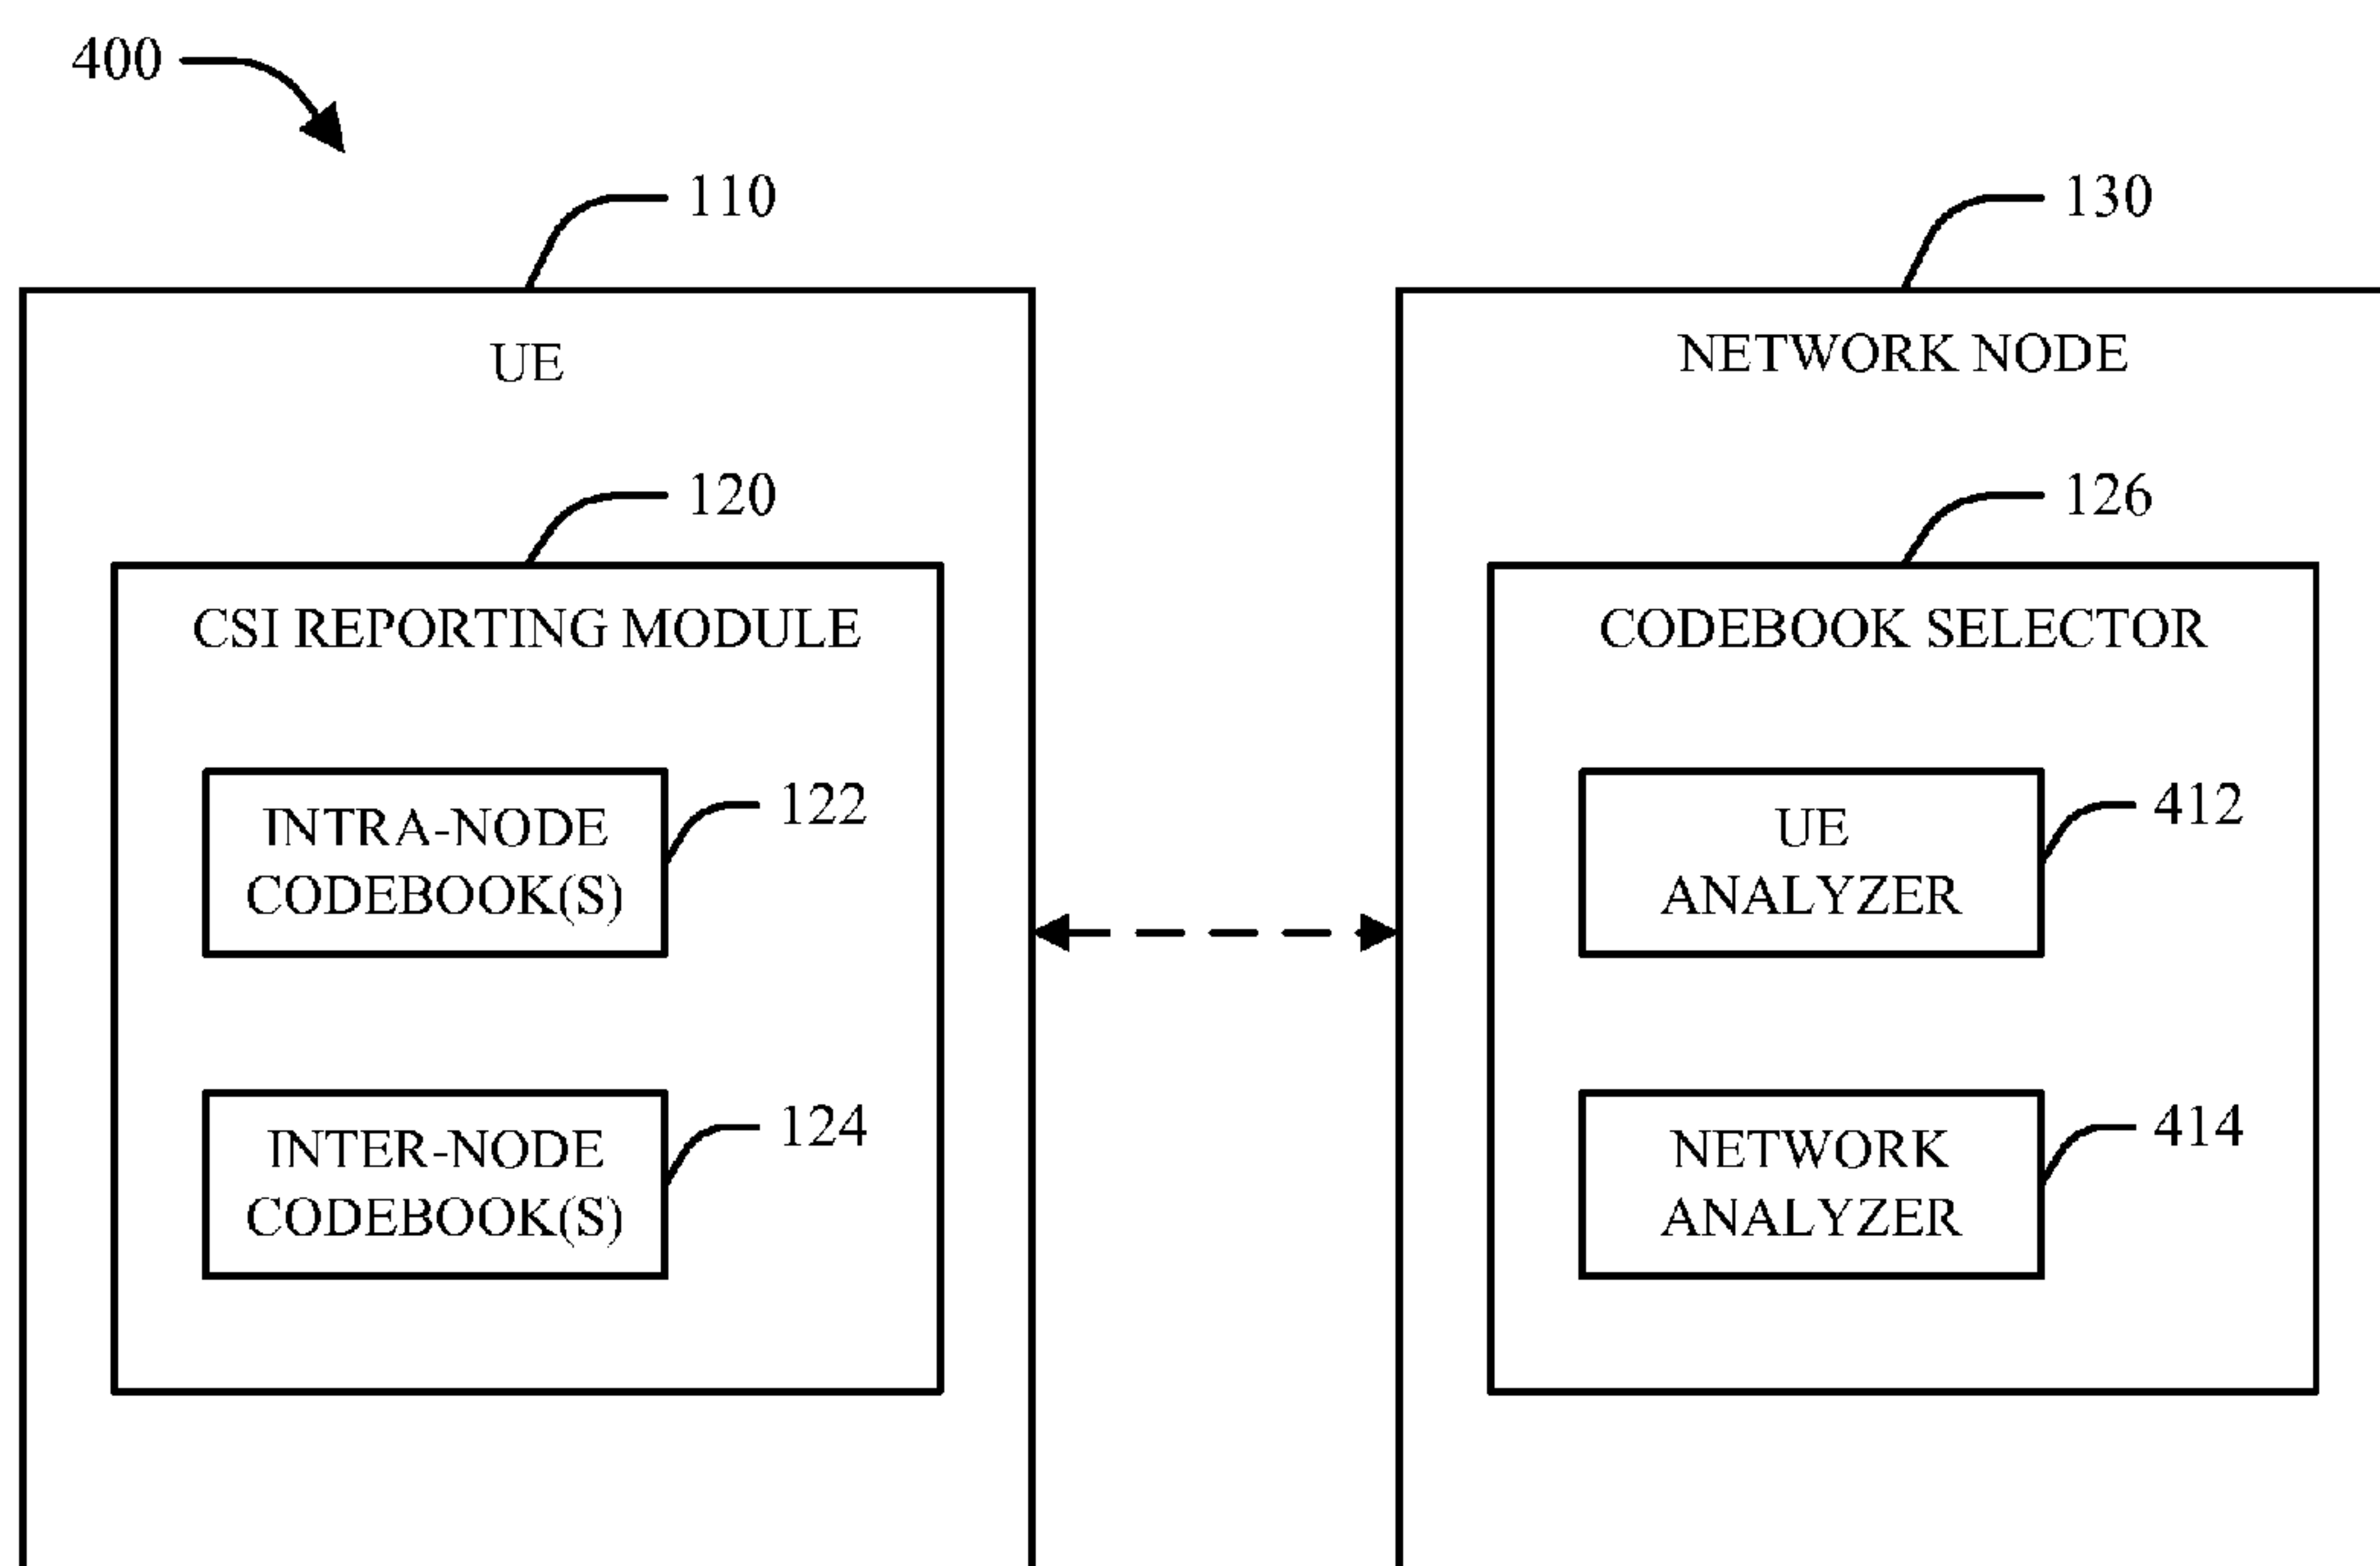 400
110
130
UE
NETWORK NODE
120
126
CSI REPORTING MODULE
CODEBOOK SELECTOR
INTRA-NODE
CODEBOOK(S)
122
UE
ANALYZER
412
INTER-NODE
CODEBOOK(S)
124
NETWORK
ANALYZER
414